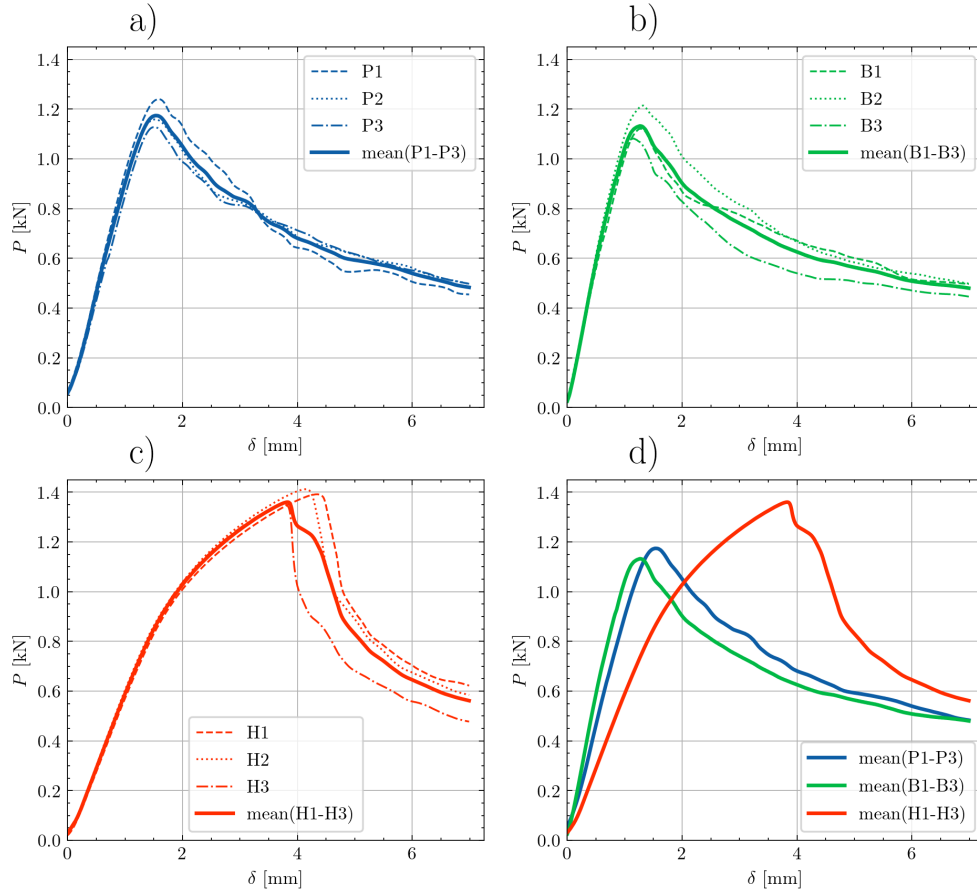 a)
1.4
1.2
1.0
0.8
0.6
0.4
0.2
0.0
P [kN]
0
2
4
6
δ [mm]
P1
P2
P3
mean(P1-P3)
b)
1.4
1.2
1.0
0.8
0.6
0.4
0.2
0.0
P [kN]
0
2
4
6
δ [mm]
B1
B2
B3
mean(B1-B3)
c)
1.4
1.2
1.0
0.8
0.6
0.4
0.2
0.0
P [kN]
0
2
4
6
δ [mm]
H1
H2
H3
mean(H1-H3)
d)
1.4
1.2
1.0
0.8
0.6
0.4
0.2
0.0
P [kN]
0
2
4
6
δ [mm]
mean(P1-P3)
mean(B1-B3)
mean(H1-H3)